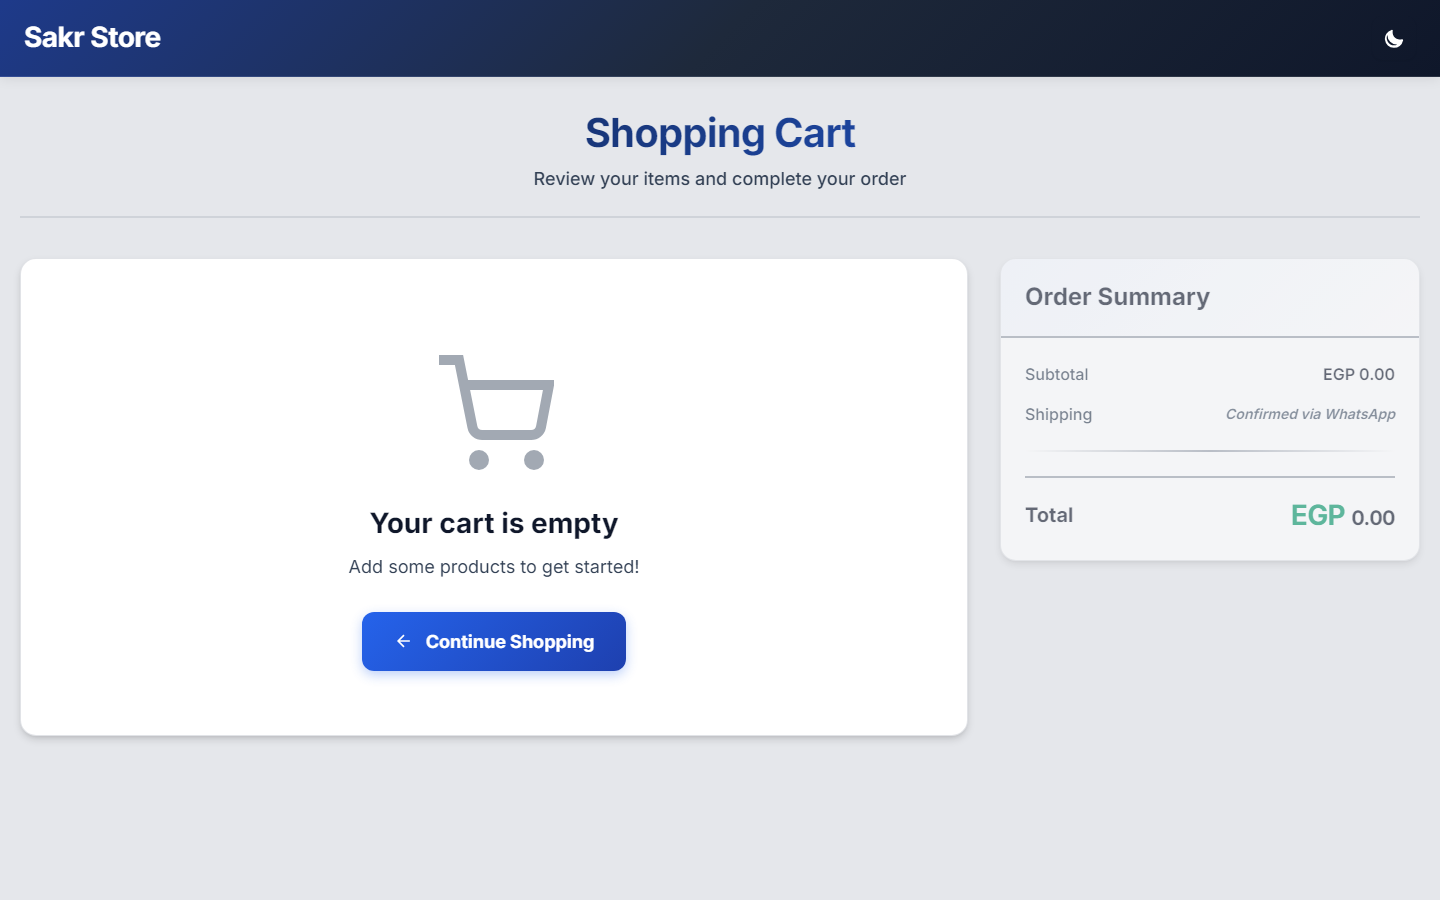 Sakr Store
Shopping Cart
Review your items and complete your order
Your cart is empty
Add some products to get started!
Continue Shopping
Order Summary
Subtotal EGP 0.00
Shipping Confirmed via WhatsApp
Total EGP 0.00